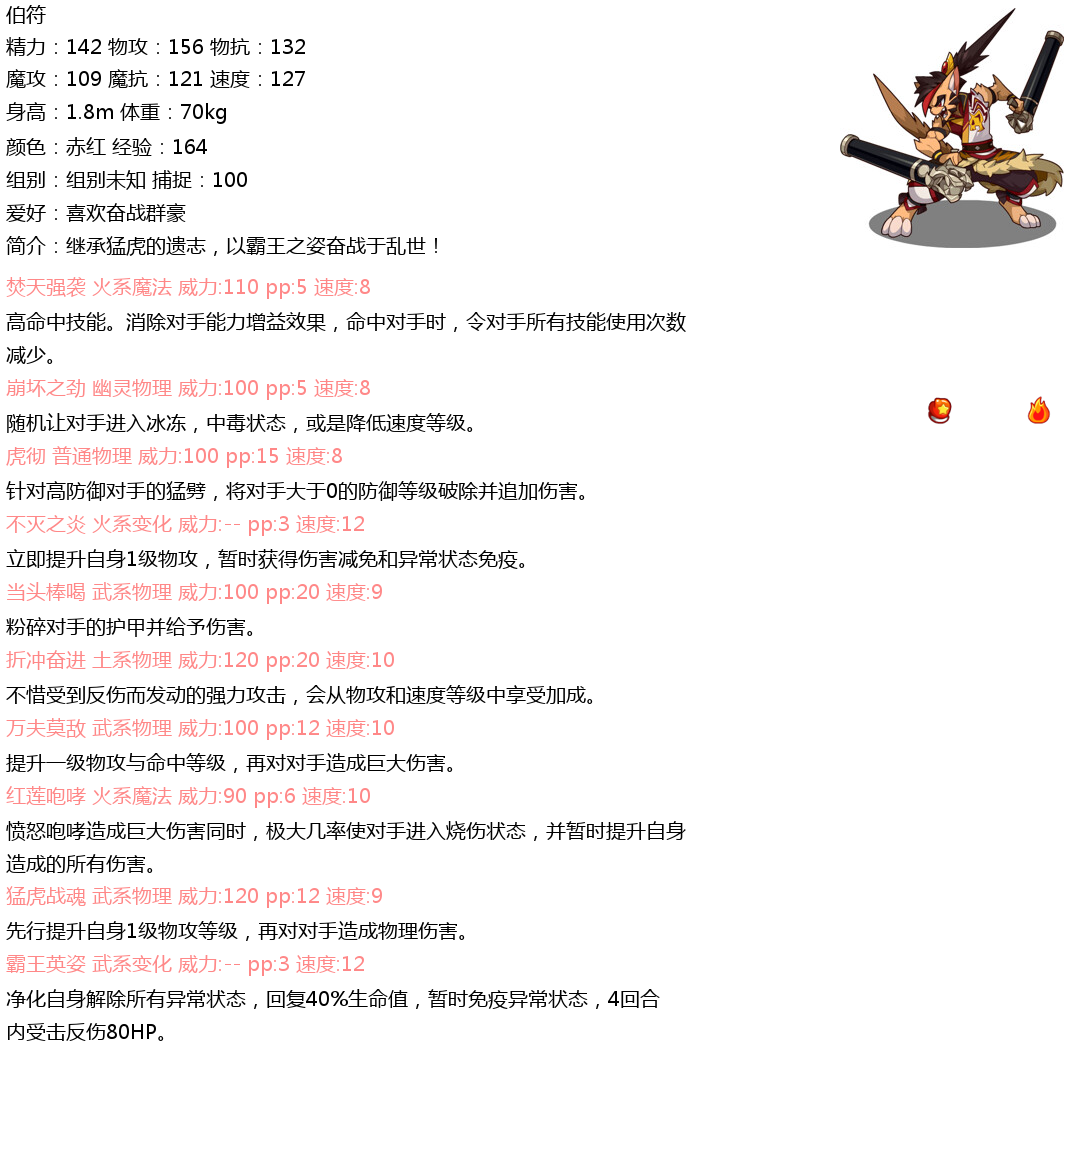 伯符
精力：142 物攻：156 物抗：132
魔攻：109 魔抗：121 速度：127
身高：1.8m 体重：70kg
颜色：赤红 经验：164
组别：组别未知 捕捉：100
爱好：喜欢奋战群豪
简介：继承猛虎的遗志，以霸王之姿奋战于乱世！
焚天强袭 火系魔法 威力:110 pp:5 速度:8
高命中技能。消除对手能力增益效果，命中对手时，令对手所有技能使用次数
减少。
崩坏之劲 幽灵物理 威力:100 pp:5 速度:8
随机让对手进入冰冻，中毒状态，或是降低速度等级。
虎彻 普通物理 威力:100 pp:15 速度:8
针对高防御对手的猛劈，将对手大于0的防御等级破除并追加伤害。
不灭之炎 火系变化 威力:-- pp:3 速度:12
立即提升自身1级物攻，暂时获得伤害减免和异常状态免疫。
当头棒喝 武系物理 威力:100 pp:20 速度:9
粉碎对手的护甲并给予伤害。
折冲奋进 土系物理 威力:120 pp:20 速度:10
不惜受到反伤而发动的强力攻击，会从物攻和速度等级中享受加成。
万夫莫敌 武系物理 威力:100 pp:12 速度:10
提升一级物攻与命中等级，再对对手造成巨大伤害。
红莲咆哮 火系魔法 威力:90 pp:6 速度:10
愤怒咆哮造成巨大伤害同时，极大几率使对手进入烧伤状态，并暂时提升自身
造成的所有伤害。
猛虎战魂 武系物理 威力:120 pp:12 速度:9
先行提升自身1级物攻等级，再对对手造成物理伤害。
霸王英姿 武系变化 威力:-- pp:3 速度:12
净化自身解除所有异常状态，回复40%生命值，暂时免疫异常状态，4回合
内受击反伤80HP。